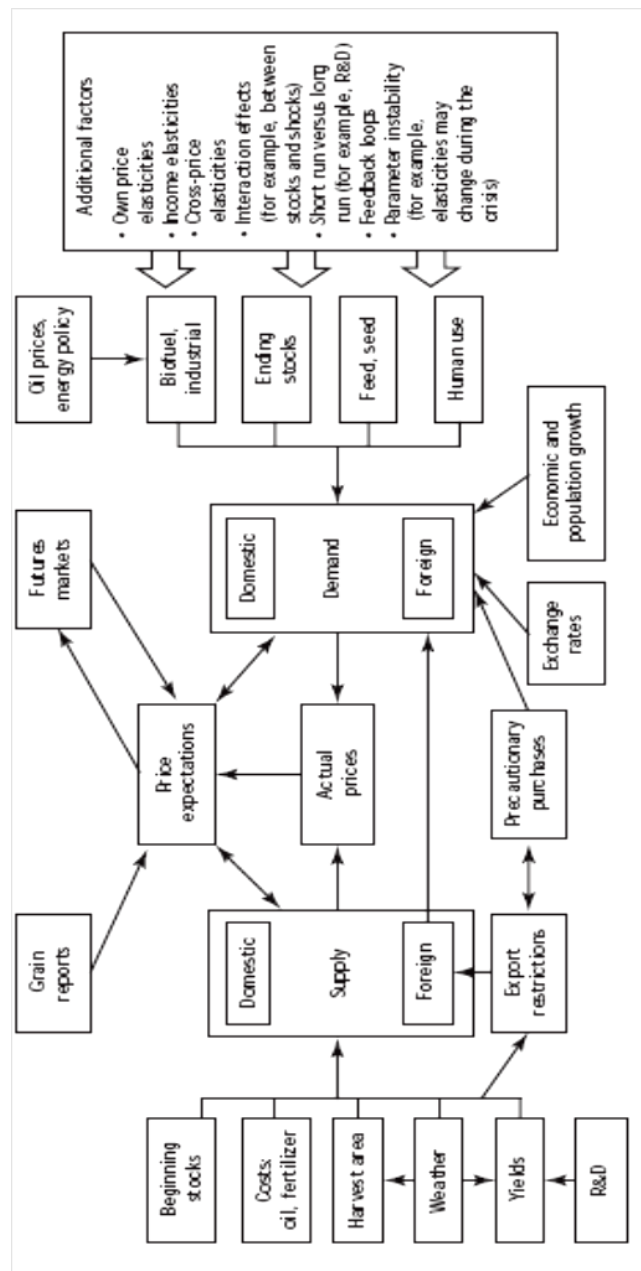 Grain
reports
Futures
markets
Oil prices,
energy policy
Additional factors
• Own price
elasticities
• Income elasticities
• Cross-price
elasticities
• Interaction effects
(for example, between
stocks and shocks)
• Short run versus long
run (for example, R&D)
• Feedback loops
• Parameter instability
(for example,
elasticities may
change during the
crisis)
Beginning
stocks
Costs:
oil, fertilizer
Harvest area
Weather
Yields
R&D
Price
expectations
Domestic
Supply
Foreign
Actual
prices
Domestic
Demand
Foreign
Biofuel,
industrial
Ending
stocks
Feed, seed
Human use
Export
restrictions
Precautionary
purchases
Exchange
rates
Economic and
population growth